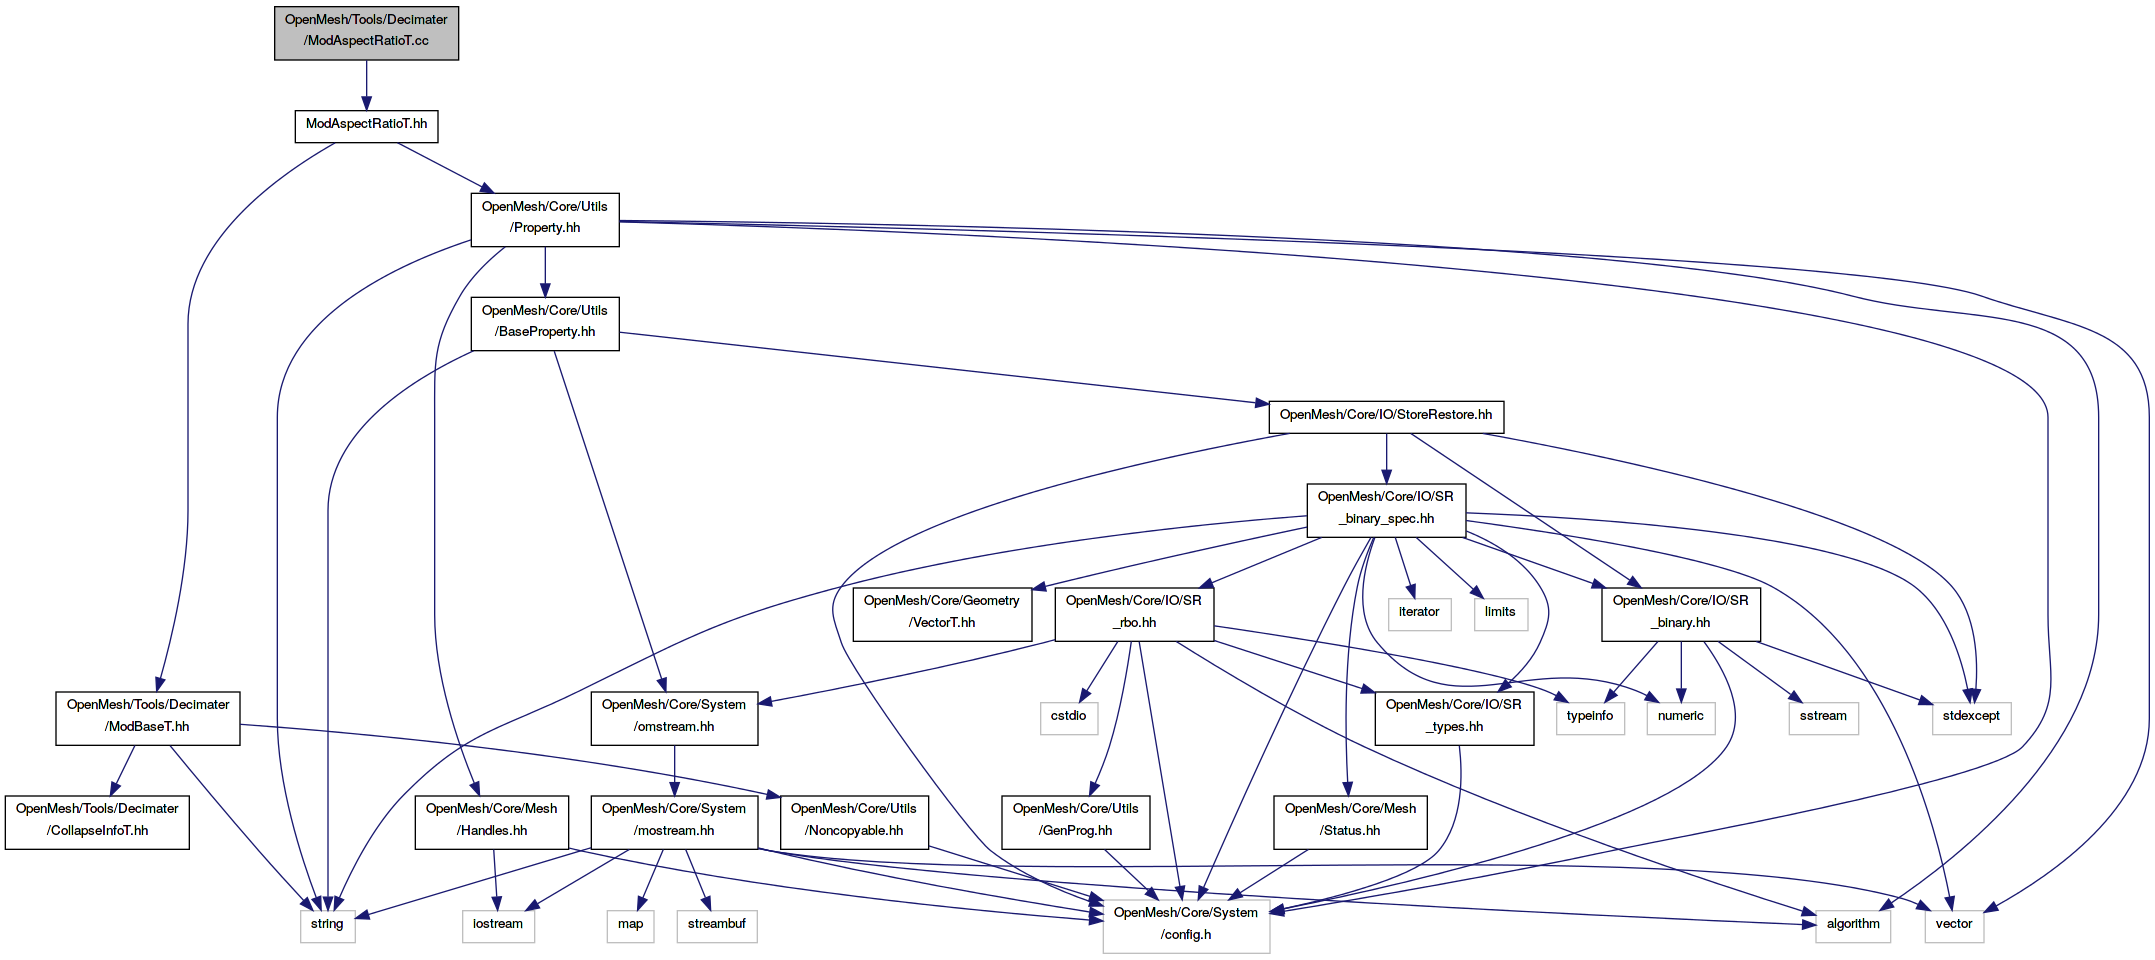 OpenMesh/Tools/Decimater
/ModAspectRatioT.cc
ModAspectRatioT.hh
OpenMesh/Core/Utils
/Property.hh
OpenMesh/Core/Utils
/BaseProperty.hh
OpenMesh/Core/IO/StoreRestore.hh
OpenMesh/Core/IO/SR
_binary_spec.hh
OpenMesh/Core/Geometry
/VectorT.hh
OpenMesh/Core/IO/SR
_rbo.hh
iterator
limits
OpenMesh/Core/IO/SR
_binary.hh
OpenMesh/Tools/Decimater
/ModBaseT.hh
OpenMesh/Core/System
/omstream.hh
cstdio
OpenMesh/Core/IO/SR
_types.hh
typeinfo
numeric
sstream
stdexcept
OpenMesh/Tools/Decimater
/CollapseInfoT.hh
OpenMesh/Core/Mesh
/Handles.hh
OpenMesh/Core/System
/mostream.hh
OpenMesh/Core/Utils
/Noncopyable.hh
OpenMesh/Core/Utils
/GenProg.hh
OpenMesh/Core/Mesh
/Status.hh
string
iostream
map
streambuf
OpenMesh/Core/System
/config.h
algorithm
vector